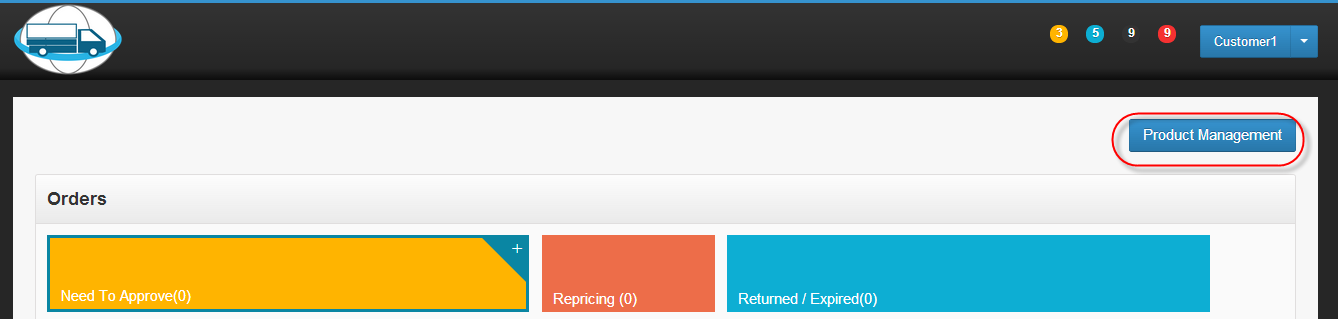 3 5 9 9 Customer1
Product Management
Orders
Need To Approve(0) Repricing (0) Returned / Expired(0)